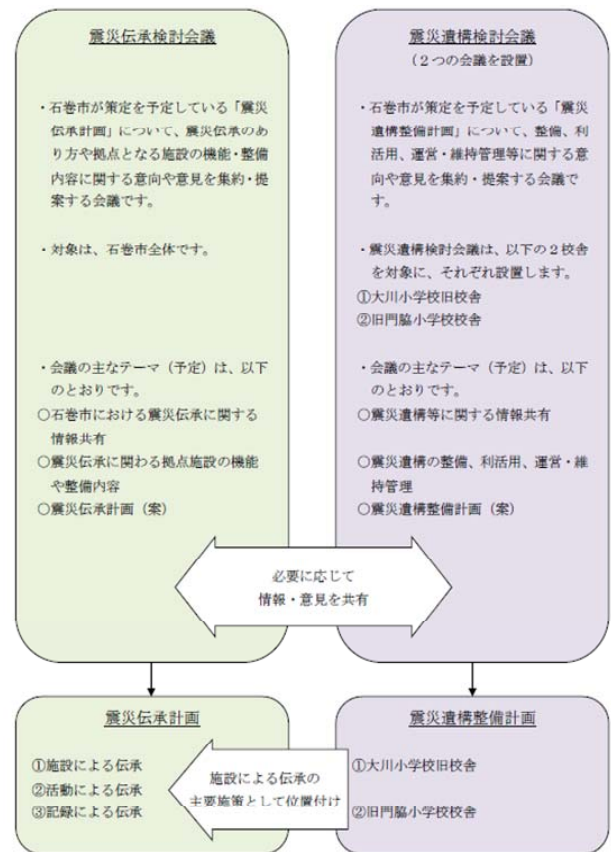 震災伝承検討会議
・石巻市が策定を予定している「震災
伝承計画」について、震災伝承のあ
り方や拠点となる施設の機能・整備
内容に関する意向や意見を集約・提
案する会議です。
・対象は、石巻市全体です。
・会議の主なテーマ（予定）は、以下
のとおりです。
○石巻市における震災伝承に関する
情報共有
○震災伝承に関わる拠点施設の機能
や整備内容
○震災伝承計画（案）
震災遺構検討会議
（２つの会議を設置）
・石巻市が策定を予定している「震災
遺構整備計画」について、整備、利
活用、運営・維持管理等に関する意
向や意見を集約・提案する会議で
す。
・震災遺構検討会議は、以下の２校舎
を対象に、それぞれ設置します。
①大川小学校旧校舎
②旧門脇小学校校舎
・会議の主なテーマ（予定）は、以下
のとおりです。
○震災遺構等に関する情報共有
○震災遺構の整備、利活用、運営・維
持管理
○震災遺構整備計画（案）
必要に応じて
情報・意見を共有
震災伝承計画
①施設による伝承
②活動による伝承
③記録による伝承
施設による伝承の
主要施策として位置付け
震災遺構整備計画
①大川小学校旧校舎
②旧門脇小学校校舎